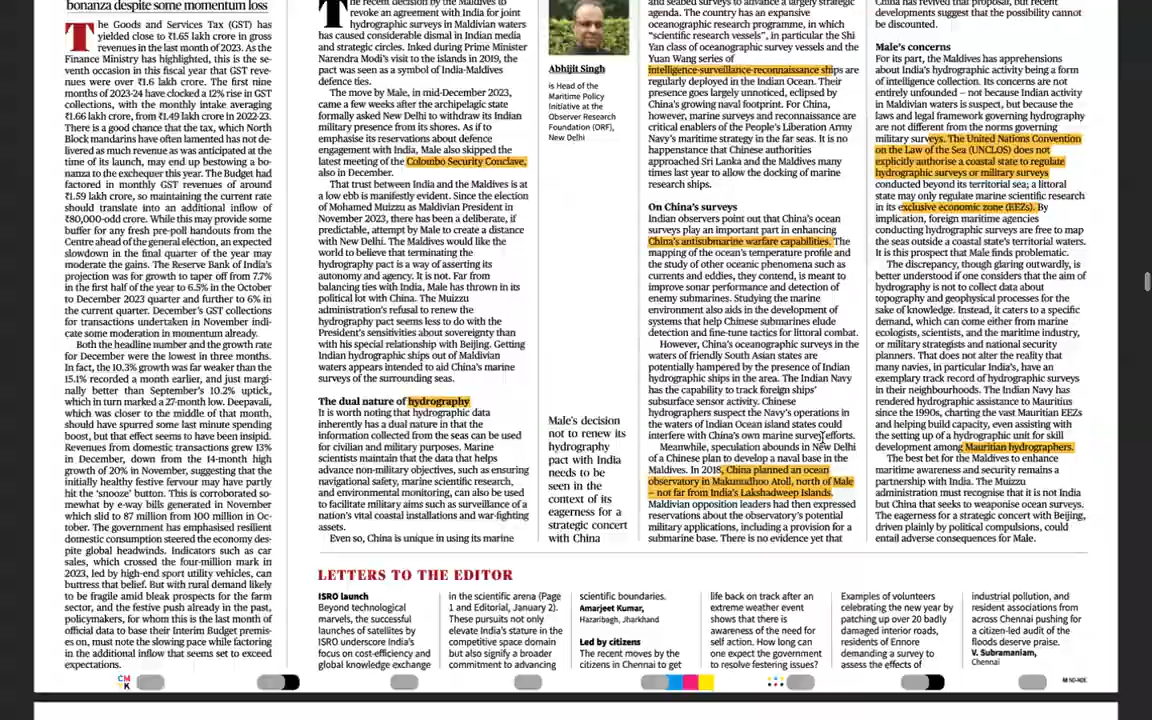 bonanza despite some momentum loss
The Goods and Services Tax (GST) has
yielded close to ₹1.65 lakh crore in gross
revenues in the last month of 2023. As the
Finance Ministry has highlighted, this is the se-
venth occasion in this fiscal year that GST reve-
nues were over ₹1.6 lakh crore. The first nine
months of 2023-24 have clocked a 12% rise in GST
collections, with the monthly intake averaging
₹1.66 lakh crore, from ₹1.49 lakh crore in 2022-23.
There is a good chance that the tax, which North
Block mandarins have often lamented has not de-
livered as much revenue as was anticipated at the
time of its launch, may end up bestowing a bo-
nanza to the exchequer this year. The Budget had
factored in monthly GST revenues of around
₹1.59 lakh crore, so maintaining the current rate
should translate into an additional inflow of
₹80,000-odd crore. While this may provide some
buffer for any fresh pre-poll handouts from the
Centre ahead of the general election, an expected
slowdown in the final quarter of the year may
moderate the gains. The Reserve Bank of India's
projection was for growth to taper off from 7.7%
in the first half of the year to 6.5% in the October
to December 2023 quarter and further to 6% in
the current quarter. December's GST collections
for transactions undertaken in November indi-
cate some moderation in momentum already.
Both the headline number and the growth rate
for December were the lowest in three months.
In fact, the 10.3% growth was far weaker than the
15.1% recorded a month earlier, and just margi-
nally better than September's 10.2% uptick,
which in turn marked a 27-month low. Deepavali,
which was closer to the middle of that month,
should have spurred some last minute spending
boost, but that effect seems to have been insipid.
Revenues from domestic transactions grew 13%
in December, down from the 14-month high
growth of 20% in November, suggesting that the
initially healthy festive fervour may have partly
hit the 'snooze' button. This is corroborated so-
mewhat by e-way bills generated in November
which slid to 87 million from 100 million in Oc-
tober. The government has emphasised resilient
domestic consumption steered the economy des-
pite global headwinds. Indicators such as car
sales, which crossed the four-million mark in
2023, led by high-end sport utility vehicles, can
buttress that belief. But with rural demand likely
to be fragile amid bleak prospects for the farm
sector, and the festive push already in the past,
policymakers, for whom this is the last month of
official data to base their Interim Budget premis-
es on, must note the slowing pace while factoring
in the additional inflow that seems set to exceed
expectations.
The recent decision by the Maldives to
revoke an agreement with India for joint
hydrographic surveys in Maldivian waters
has caused considerable dismal in Indian media
and strategic circles. Inked during Prime Minister
Narendra Modi's visit to the islands in 2019, the
pact was seen as a symbol of India-Maldives
defence ties.
The move by Male, in mid-December 2023,
came a few weeks after the archipelagic state
formally asked New Delhi to withdraw its Indian
military presence from its shores. As if to
emphasise its reservations about defence
engagement with India, Male also skipped the
latest meeting of the Colombo Security Conclave,
also in December.
That trust between India and the Maldives is at
a low ebb is manifestly evident. Since the election
of Mohamed Muizzu as Maldivian President in
November 2023, there has been a deliberate, if
predictable, attempt by Male to create a distance
with New Delhi. The Maldives would like the
world to believe that terminating the
hydrography pact is a way of asserting its
autonomy and agency. It is not. Far from
balancing ties with India, Male has thrown in its
political lot with China. The Muizzu
administration's refusal to renew the
hydrography pact seems less to do with the
President's sensitivities about sovereignty than
with his special relationship with Beijing. Getting
Indian hydrographic ships out of Maldivian
waters appears intended to aid China's marine
surveys of the surrounding seas.
The dual nature of hydrography
It is worth noting that hydrographic data
inherently has a dual nature in that the
information collected from the seas can be used
for civilian and military purposes. Marine
scientists maintain that the data that helps
advance non-military objectives, such as ensuring
navigational safety, marine scientific research,
and environmental monitoring, can also be used
to facilitate military aims such as surveillance of a
nation's vital coastal installations and war-fighting
assets.
Even so, China is unique in using its marine
Abhijit Singh
is Head of the
Maritime Policy
Initiative at the
Observer Research
Foundation (ORF),
New Delhi
Male's decision
not to renew its
hydrography
pact with India
needs to be
seen in the
context of its
eagerness for a
strategic concert
with China
and seabed surveys to advance a largely strategic
agenda. The country has an expansive
oceanographic research programme, in which
"scientific research vessels", in particular the Shi
Yan class of oceanographic survey vessels and the
Yuan Wang series of
intelligence-surveillance-reconnaissance ships are
regularly deployed in the Indian Ocean. Their
presence goes largely unnoticed, eclipsed by
China's growing naval footprint. For China,
however, marine surveys and reconnaissance are
critical enablers of the People's Liberation Army
Navy's maritime strategy in the far seas. It is no
happenstance that Chinese authorities
approached Sri Lanka and the Maldives many
times last year to allow the docking of marine
research ships.
On China's surveys
Indian observers point out that China's ocean
surveys play an important part in enhancing
China's antisubmarine warfare capabilities. The
mapping of the ocean's temperature profile and
the study of other oceanic phenomena such as
currents and eddies, they contend, is meant to
improve sonar performance and detection of
enemy submarines. Studying the marine
environment also aids in the development of
systems that help Chinese submarines elude
detection and fine-tune tactics for littoral combat.
However, China's oceanographic surveys in the
waters of friendly South Asian states are
potentially hampered by the presence of Indian
hydrographic ships in the area. The Indian Navy
has the capability to track foreign ships'
subsurface sensor activity. Chinese
hydrographers suspect the Navy's operations in
the waters of Indian Ocean island states could
interfere with China's own marine survey efforts.
Meanwhile, speculation abounds in New Delhi
of a Chinese plan to develop a naval base in the
Maldives. In 2018, China planned an ocean
observatory in Makunudhoo Atoll, north of Male
– not far from India's Lakshadweep Islands.
Maldivian opposition leaders had then expressed
reservations about the observatory's potential
military applications, including a provision for a
submarine base. There is no evidence yet that
China has revived that proposal, but recent
developments suggest that the possibility cannot
be discounted.
Male's concerns
For its part, the Maldives has apprehensions
about India's hydrographic activity being a form
of intelligence collection. Its concerns are not
entirely unfounded – not because Indian activity
in Maldivian waters is suspect, but because the
laws and legal framework governing hydrography
are not different from the norms governing
military surveys. The United Nations Convention
on the Law of the Sea (UNCLOS) does not
explicitly authorise a coastal state to regulate
hydrographic surveys or military surveys
conducted beyond its territorial sea; a littoral
state may only regulate marine scientific research
in its exclusive economic zone (EEZs). By
implication, foreign maritime agencies
conducting hydrographic surveys are free to map
the seas outside a coastal state's territorial waters.
It is this prospect that Male finds problematic.
The discrepancy, though glaring outwardly, is
better understood if one considers that the aim of
hydrography is not to collect data about
topography and geophysical processes for the
sake of knowledge. Instead, it caters to a specific
demand, which can come either from marine
ecologists, scientists, and the maritime industry,
or military strategists and national security
planners. That does not alter the reality that
many navies, in particular India's, have an
exemplary track record of hydrographic surveys
in their neighbourhoods. The Indian Navy has
rendered hydrographic assistance to Mauritius
since the 1990s, charting the vast Mauritian EEZs
and helping build capacity, even assisting with
the setting up of a hydrographic unit for skill
development among Mauritian hydrographers.
The best bet for the Maldives to enhance
maritime awareness and security remains a
partnership with India. The Muizzu
administration must recognise that it is not India
but China that seeks to weaponise ocean surveys.
The eagerness for a strategic concert with Beijing,
driven plainly by political compulsions, could
entail adverse consequences for Male.
LETTERS TO THE EDITOR
ISRO launch
Beyond technological
marvels, the successful
launches of satellites by
ISRO underscore India's
focus on cost-efficiency and
global knowledge exchange
in the scientific arena (Page
1 and Editorial, January 2).
These pursuits not only
elevate India's stature in the
competitive space domain
but also signify a broader
commitment to advancing
scientific boundaries.
Amarjeet Kumar,
Hazaribagh, Jharkhand
Led by citizens
The recent moves by the
citizens in Chennai to get
life back on track after an
extreme weather event
shows that there is
awareness of the need for
self action. How long can
one expect the government
to resolve festering issues?
Examples of volunteers
celebrating the new year by
patching up over 20 badly
damaged interior roads,
residents of Ennore
demanding a survey to
assess the effects of
industrial pollution, and
resident associations from
across Chennai pushing for
a citizen-led audit of the
floods deserve praise.
V. Subramaniam,
Chennai
CM
YK